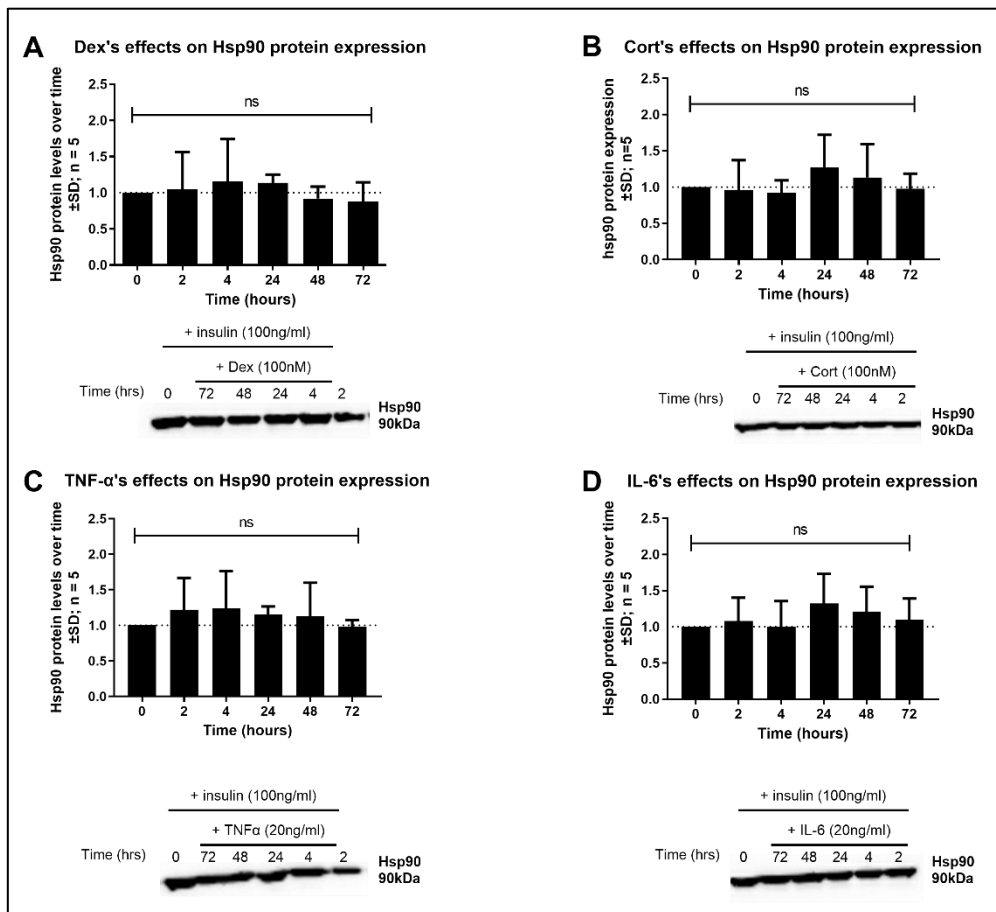 A Dex's effects on Hsp90 protein expression
Hsp90 protein levels over time
±SD; n = 5
ns
2.5
2.0
1.5
1.0
0.5
0.0
0 2 4 24 48 72
Time (hours)
+ insulin (100ng/ml)
+ Dex (100nM)
Time (hrs) 0 72 48 24 4 2
Hsp90
90kDa
B Cort's effects on Hsp90 protein expression
hsp90 protein expression
±SD; n=5
ns
2.5
2.0
1.5
1.0
0.5
0.0
0 2 4 24 48 72
Time (hours)
+ insulin (100ng/ml)
+ Cort (100nM)
Time (hrs) 0 72 48 24 4 2
Hsp90
90kDa
C TNF-α's effects on Hsp90 protein expression
Hsp90 protein levels over time
±SD; n = 5
ns
2.5
2.0
1.5
1.0
0.5
0.0
0 2 4 24 48 72
Time (hours)
+ insulin (100ng/ml)
+ TNFα (20ng/ml)
Time (hrs) 0 72 48 24 4 2
Hsp90
90kDa
D IL-6's effects on Hsp90 protein expression
Hsp90 protein levels over time
±SD; n = 5
ns
2.5
2.0
1.5
1.0
0.5
0.0
0 2 4 24 48 72
Time (hours)
+ insulin (100ng/ml)
+ IL-6 (20ng/ml)
Time (hrs) 0 72 48 24 4 2
Hsp90
90kDa